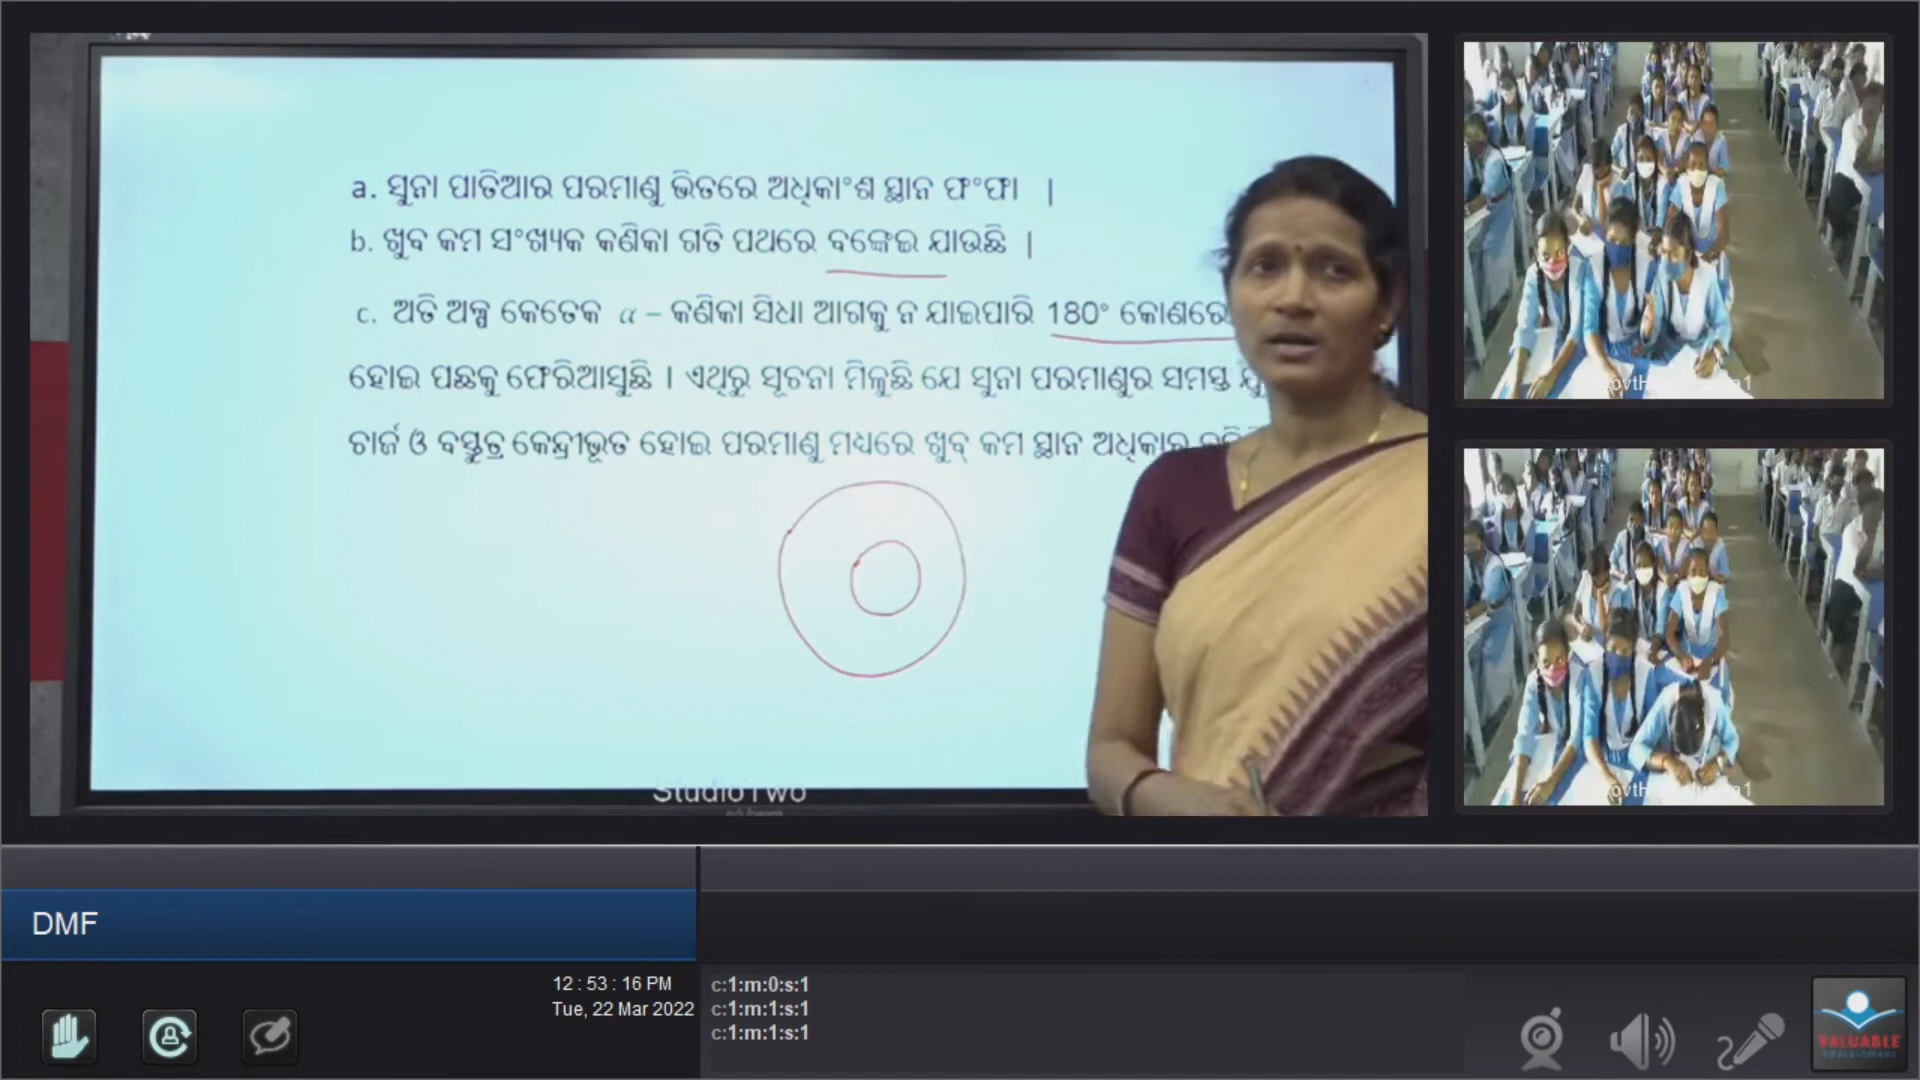 a. ସୁନା ପାତିଆର ପରମାଣୁ ଭିତରେ ଅଧିକାଂଶ ସ୍ଥାନ ଫଂଫା |
b. ଖୁବ କମ ସଂଖ୍ୟକ କଣିକା ଗତି ପଥରେ ବଙ୍କେଇ ଯାଉଛି |
c. ଅତି ଅଳ୍ପ କେତେକ α – କଣିକା ସିଧା ଆଗକୁ ନ ଯାଇପାରି 180° କୋଣରେ
ହୋଇ ପଛକୁ ଫେରିଆସୁଛି । ଏଥିରୁ ସୂଚନା ମିଳୁଛି ଯେ ସୁନା ପରମାଣୁର ସମସ୍ତ
ଚାର୍ଜ ଓ ବସ୍ତୁତ୍ର କେନ୍ଦ୍ରୀଭୂତ ହୋଇ ପରମାଣୁ ମଧ୍ୟରେ ଖୁବ୍ କମ ସ୍ଥାନ ଅଧିକାର
StudioTwo
DMF
12 : 53 : 16 PM
Tue, 22 Mar 2022
c:1:m:0:s:1
c:1:m:1:s:1
c:1:m:1:s:1
VALUABLE